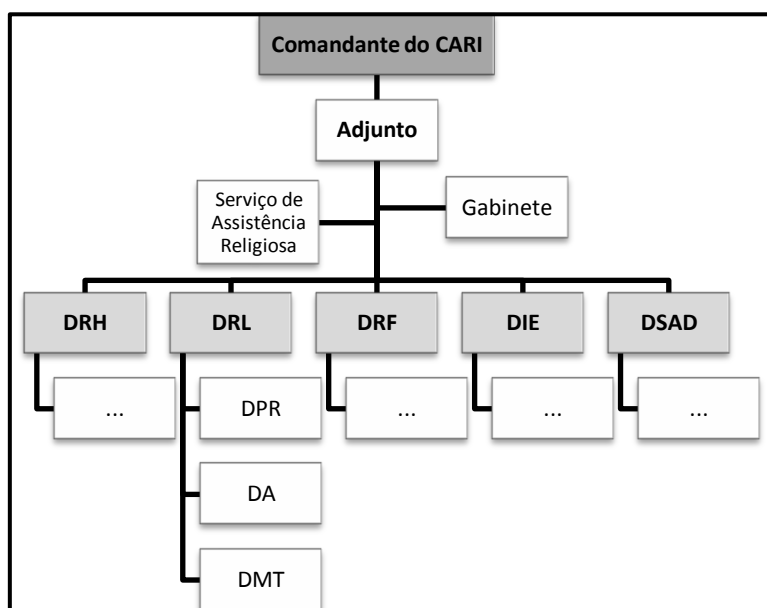 Comandante do CARI
Adjunto
Serviço de
Assistência
Religiosa
Gabinete
DRH
DRL
DRF
DIE
DSAD
...
DPR
...
...
...
DA
DMT